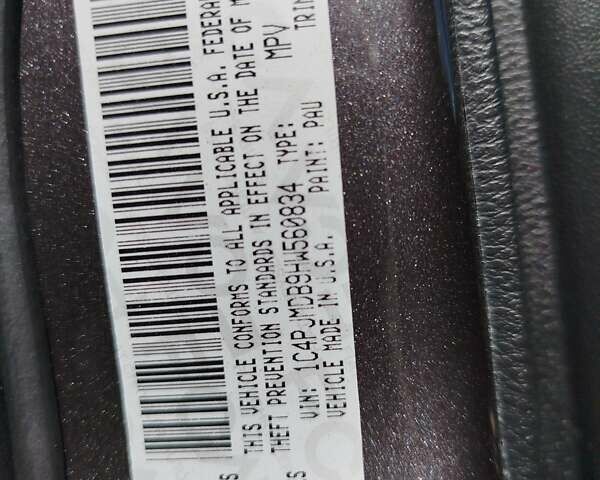 THIS VEHICLE CONFORMS TO ALL APPLICABLE U.S.A. FEDERA
THEFT PREVENTION STANDARDS IN EFFECT ON THE DATE OF M
VIN: 1C4PJMDB9HW560834 TYPE: MPV
VEHICLE MADE IN U.S.A. PAINT: PAU TRIM